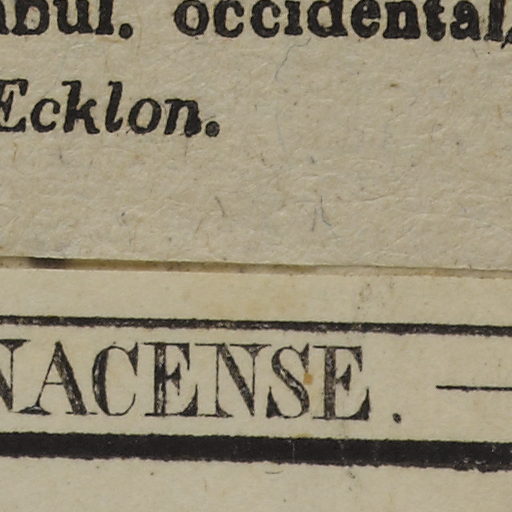 abul. occidental.
Ecklon.
NACENSE.